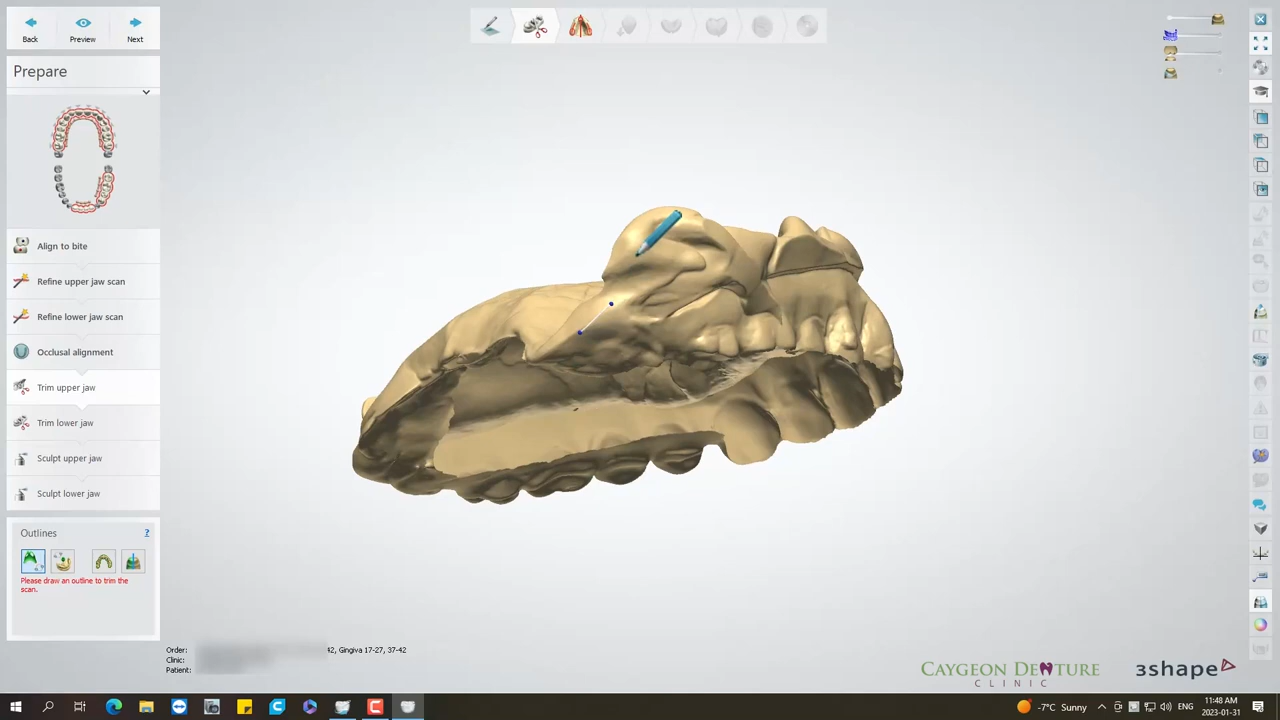 Back
Preview
Next
Prepare
Align to bite
Refine upper jaw scan
Refine lower jaw scan
Occlusal alignment
Trim upper jaw
Trim lower jaw
Sculpt upper jaw
Sculpt lower jaw
Outlines
?
Please draw an outline to trim the
scan.
Order: 42, Gingiva 17-27, 37-42
Clinic:
Patient:
CAYGEON DENTURE
CLINIC
3shape
-7°C Sunny
ENG
11:48 AM
2023-01-31